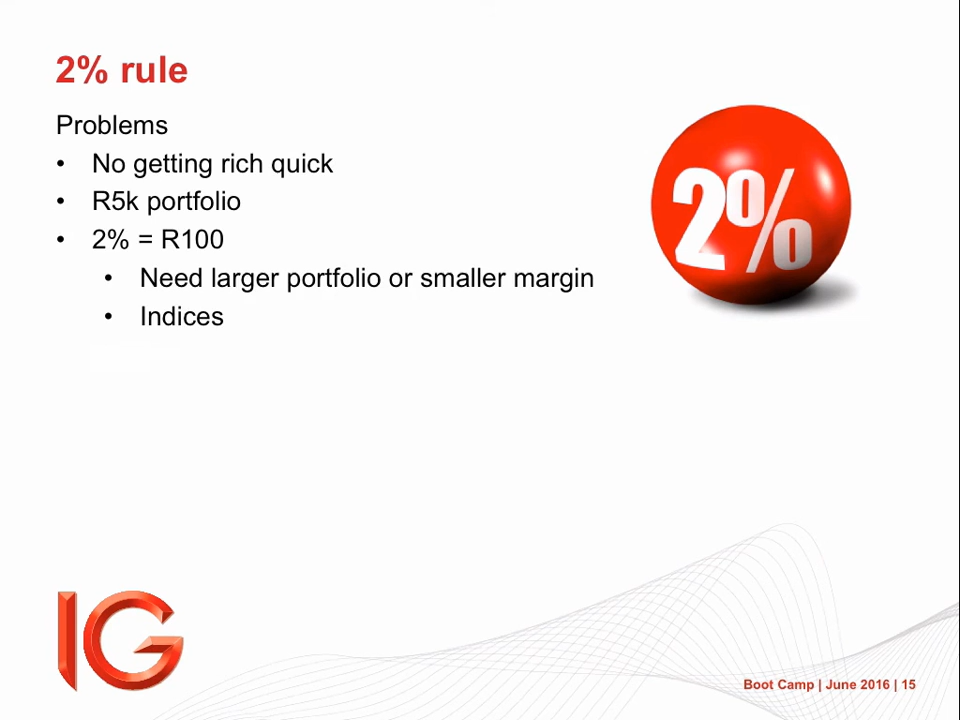 2% rule
Problems
• No getting rich quick
• R5k portfolio
• 2% = R100
• Need larger portfolio or smaller margin
• Indices
2%
IG
Boot Camp | June 2016 | 15